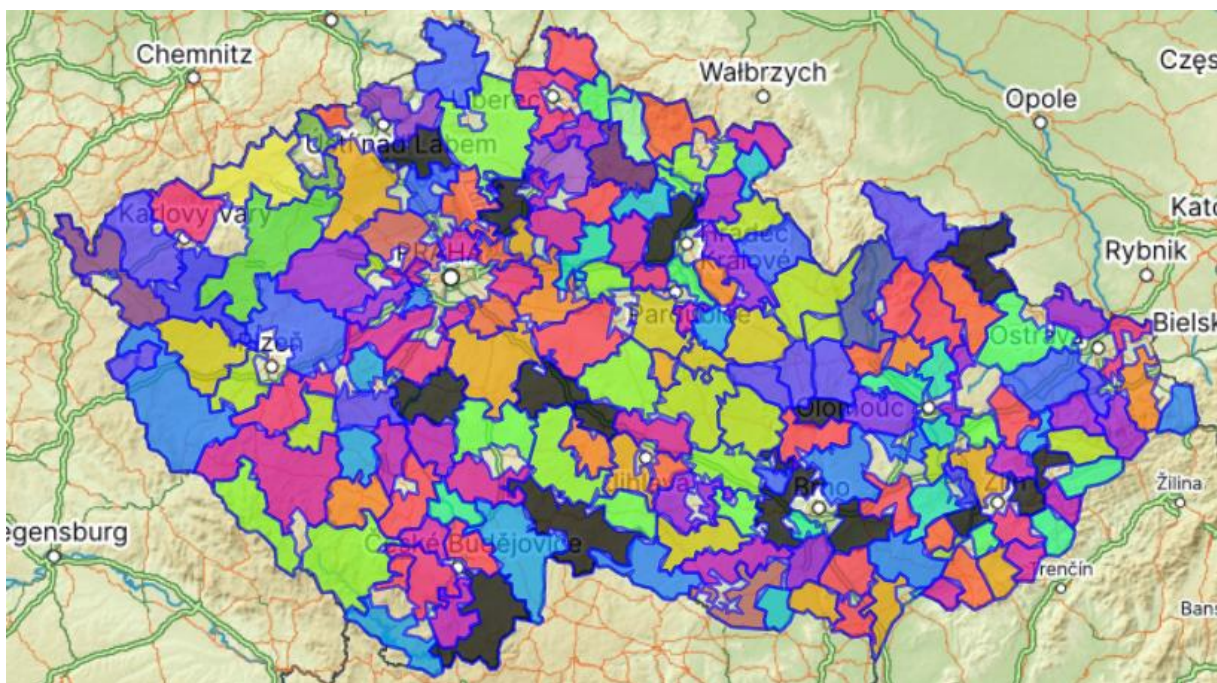 Chemnitz
Wałbrzych
Częs
Opole
Liberec
Ústí nad Labem
Karlovy Vary
Kato
Hradec
Králové
Rybnik
PRAHA
Pardubice
Bielsk
Plzeň
Ostrava
Olomouc
Jihlava
Brno
Zlín
Žilina
egensburg
České Budějovice
Trenčín
Bans